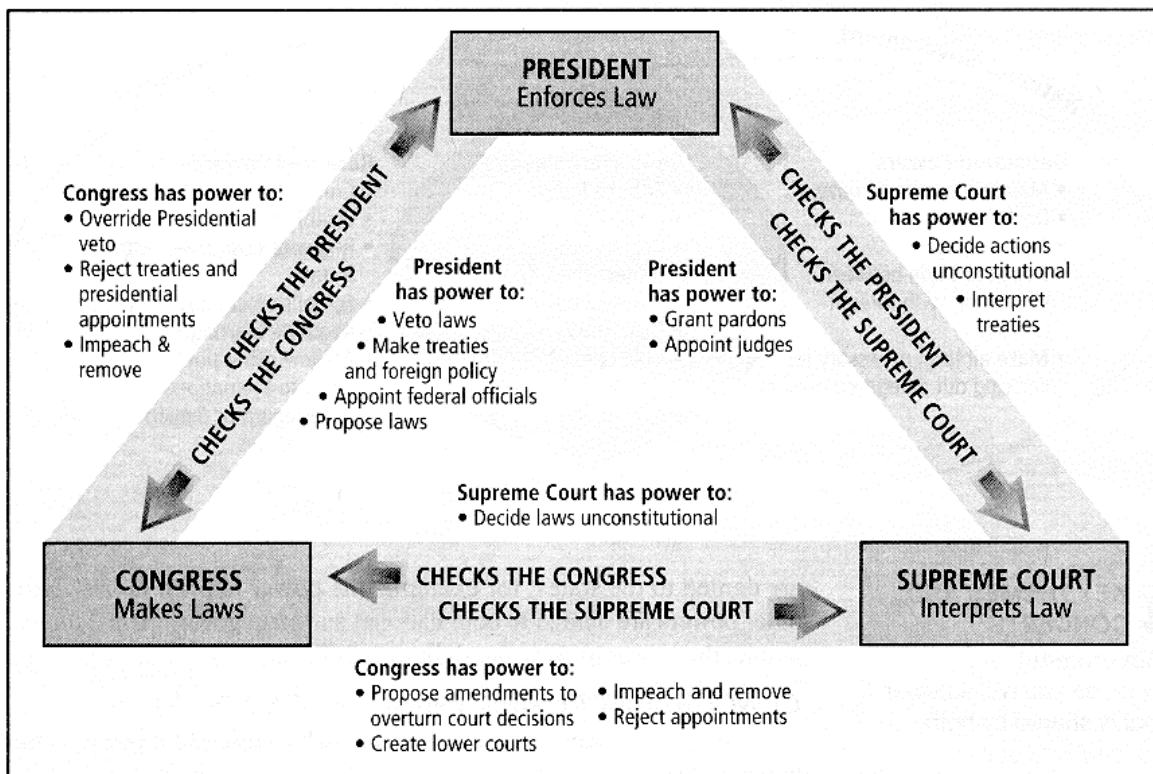 PRESIDENT
Enforces Law
Congress has power to:
• Override Presidential
veto
• Reject treaties and
presidential
appointments
• Impeach &
remove
CHECKS THE PRESIDENT
CHECKS THE CONGRESS
President
has power to:
• Veto laws
• Make treaties
and foreign policy
• Appoint federal officials
• Propose laws
President
has power to:
• Grant pardons
• Appoint judges
CHECKS THE PRESIDENT
CHECKS THE SUPREME COURT
Supreme Court
has power to:
• Decide actions
unconstitutional
• Interpret
treaties
Supreme Court has power to:
• Decide laws unconstitutional
CONGRESS
Makes Laws
CHECKS THE CONGRESS
CHECKS THE SUPREME COURT
SUPREME COURT
Interprets Law
Congress has power to:
• Propose amendments to
overturn court decisions
• Create lower courts
• Impeach and remove
• Reject appointments